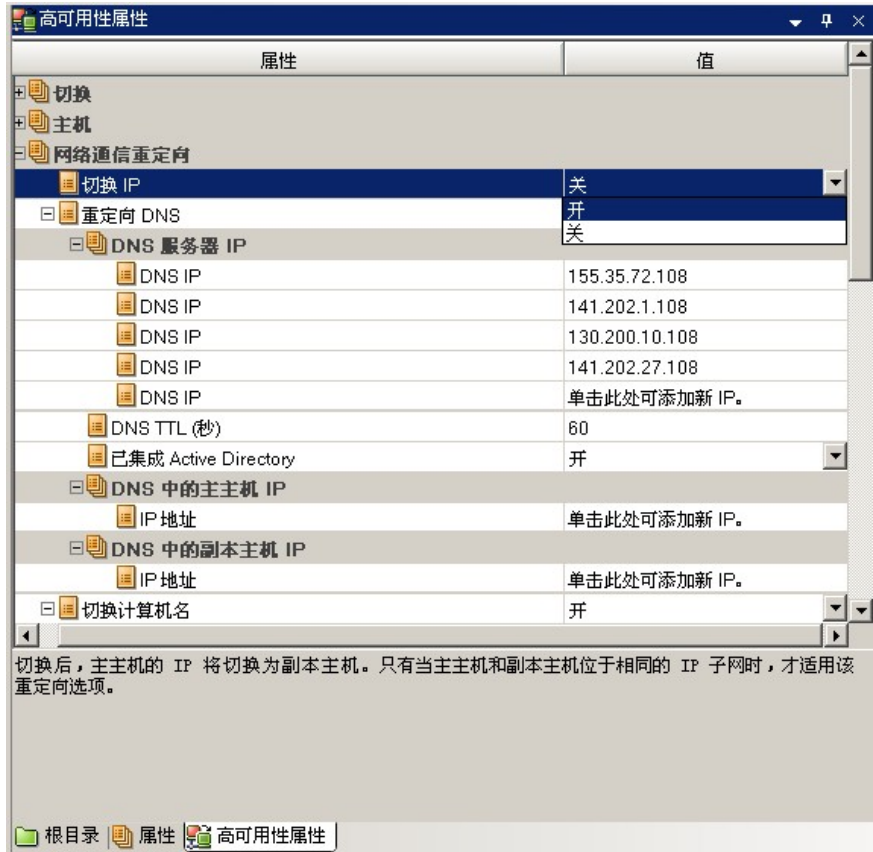 高可用性属性
属性 值
切换
主机
网络通信重定向
切换 IP 关
开
重定向 DNS
关
DNS 服务器 IP
DNS IP 155.35.72.108
DNS IP 141.202.1.108
DNS IP 130.200.10.108
DNS IP 141.202.27.108
DNS IP 单击此处可添加新 IP。
DNS TTL (秒) 60
已集成 Active Directory 开
DNS 中的主主机 IP
IP 地址 单击此处可添加新 IP。
DNS 中的副本主机 IP
IP 地址 单击此处可添加新 IP。
切换计算机名 开
切换后，主主机的 IP 将切换为副本主机。只有当主主机和副本主机位于相同的 IP 子网时，才适用该
重定向选项。
根目录 属性 高可用性属性